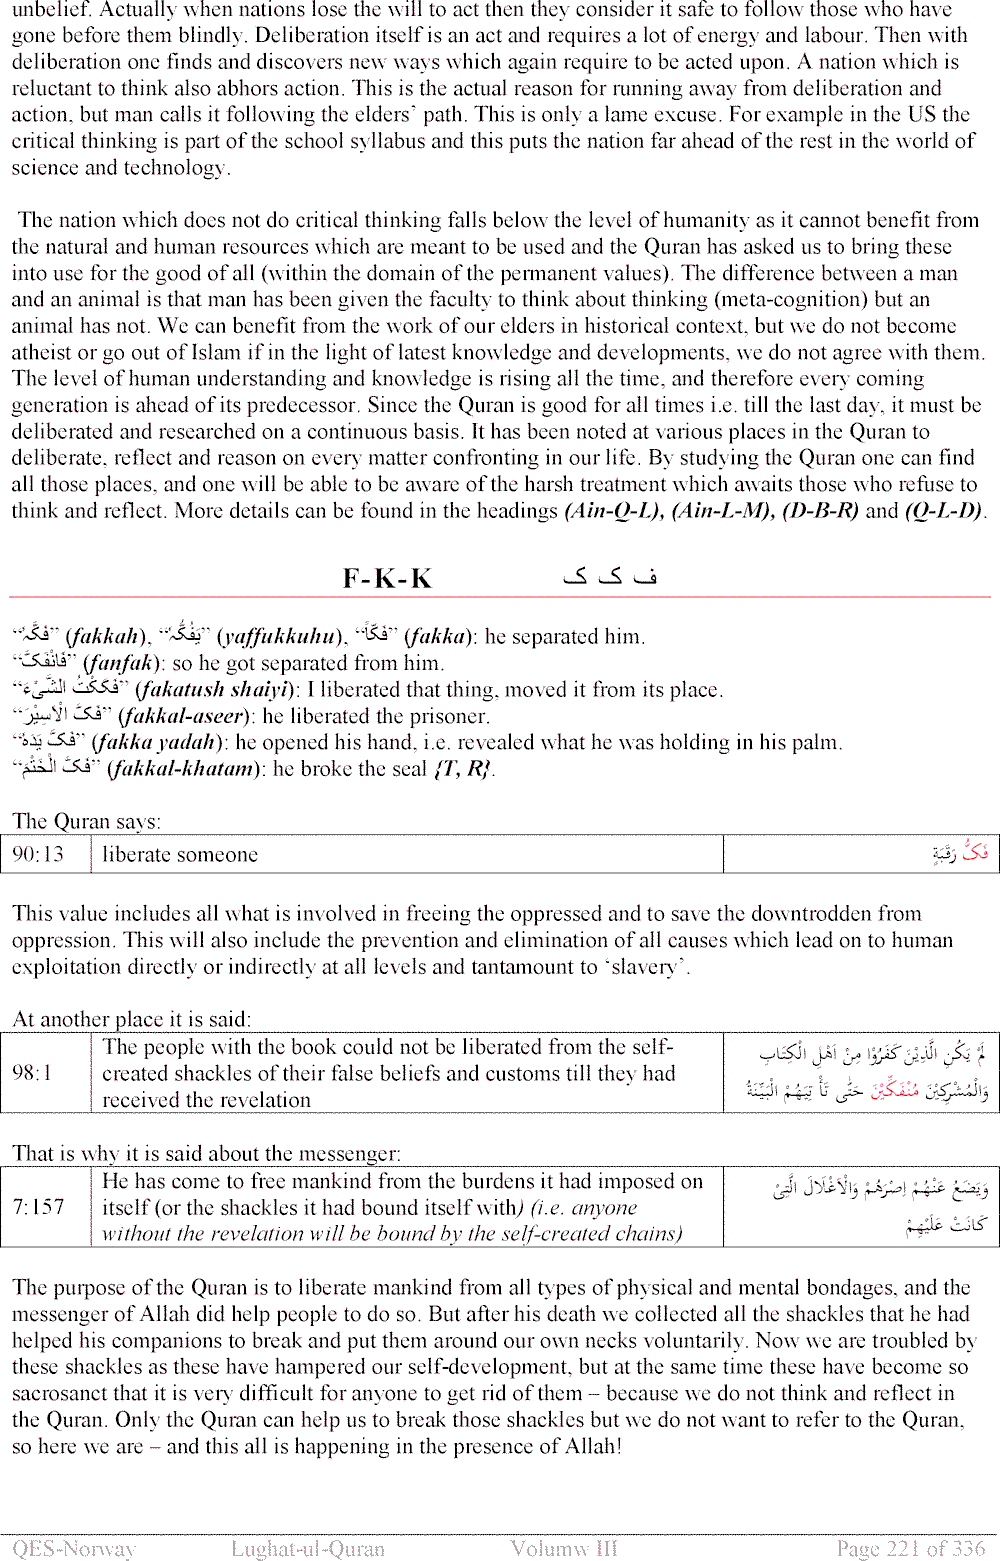 unbelief. Actually when nations lose the will to act then they consider it safe to follow those who have
gone before them blindly. Deliberation itself is an act and requires a lot of energy and labour. Then with
deliberation one finds and discovers new ways which again require to be acted upon. A nation which is
reluctant to think also abhors action. This is the actual reason for running away from deliberation and
action, but man calls it following the elders’ path. This is only a lame excuse. For example in the US the
critical thinking is part of the school syllabus and this puts the nation far ahead of the rest in the world of
science and technology.
The nation which does not do critical thinking falls below the level of humanity as it cannot benefit from
the natural and human resources which are meant to be used and the Quran has asked us to bring these
into use for the good of all (within the domain of the permanent values). The difference between a man
and an animal is that man has been given the faculty to think about thinking (meta-cognition) but an
animal has not. We can benefit from the work of our elders in historical context, but we do not become
atheist or go out of Islam if in the light of latest knowledge and developments, we do not agree with them.
The level of human understanding and knowledge is rising all the time, and therefore every coming
generation is ahead of its predecessor. Since the Quran is good for all times i.e. till the last day, it must be
deliberated and researched on a continuous basis. It has been noted at various places in the Quran to
deliberate, reflect and reason on every matter confronting in our life. By studying the Quran one can find
all those places, and one will be able to be aware of the harsh treatment which awaits those who refuse to
think and reflect. More details can be found in the headings (Ain-Q-L), (Ain-L-M), (D-B-R) and (Q-L-D).
F-K-K ف ک ک
“فَکَّہٗ” (fakkah), “یَفُکُّہٗ” (yaffukkuhu), “فَکّاً” (fakka): he separated him.
“فَانْفَکَّ” (fanfak): so he got separated from him.
“فَکَکْتُ الشَّیْءَ” (fakatush shaiyi): I liberated that thing, moved it from its place.
“فَکَّ الْاَسِیْرَ” (fakkal-aseer): he liberated the prisoner.
“فَکَّ یَدَہٗ” (fakka yadah): he opened his hand, i.e. revealed what he was holding in his palm.
“فَکَّ الْخَتْمَ” (fakkal-khatam): he broke the seal {T, R}.
The Quran says:
90:13 liberate someone فَکُّ رَقَبَةٍ
This value includes all what is involved in freeing the oppressed and to save the downtrodden from
oppression. This will also include the prevention and elimination of all causes which lead on to human
exploitation directly or indirectly at all levels and tantamount to ‘slavery’.
At another place it is said:
98:1 The people with the book could not be liberated from the self-
created shackles of their false beliefs and customs till they had
received the revelation
لَمْ یَکُنِ الَّذِیْنَ کَفَرُوْا مِنْ اَهْلِ الْکِتَابِ
وَالْمُشْرِکِیْنَ مُنْفَکِّیْنَ حَتّٰی تَأْ تِیَهُمُ الْبَیِّنَةُ
That is why it is said about the messenger:
7:157 He has come to free mankind from the burdens it had imposed on
itself (or the shackles it had bound itself with) (i.e. anyone
without the revelation will be bound by the self-created chains)
وَیَضَعُ عَنْهُمْ اِصْرَهُمْ وَالْاَغْلَالَ الَّتِیْ
کَانَتْ عَلَیْهِمْ
The purpose of the Quran is to liberate mankind from all types of physical and mental bondages, and the
messenger of Allah did help people to do so. But after his death we collected all the shackles that he had
helped his companions to break and put them around our own necks voluntarily. Now we are troubled by
these shackles as these have hampered our self-development, but at the same time these have become so
sacrosanct that it is very difficult for anyone to get rid of them – because we do not think and reflect in
the Quran. Only the Quran can help us to break those shackles but we do not want to refer to the Quran,
so here we are – and this all is happening in the presence of Allah!
QES-Norway Lughat-ul-Quran Volumw III Page 221 of 336